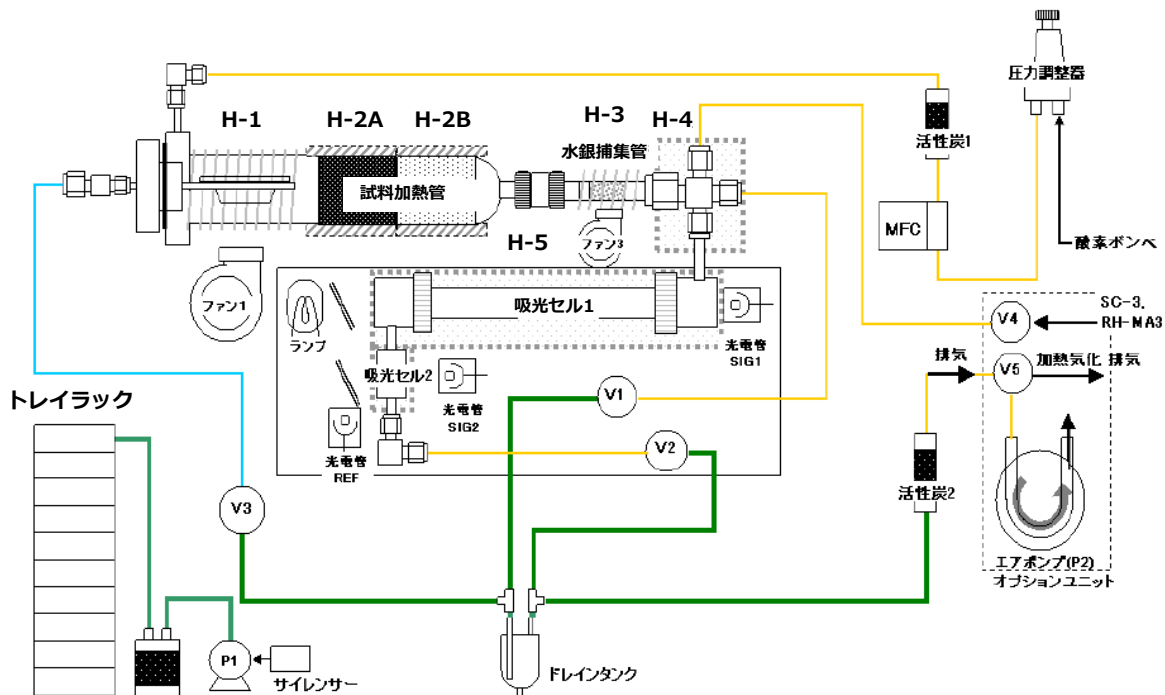 圧力調整器
H-1
H-2A
H-2B
H-3
H-4
水銀捕集管
活性炭1
試料加熱管
MFC
酸素ボンベ
H-5
ファン3
ファン1
吸光セル1
SC-3,
RH-MA3
V4
ランプ
光電管
SIG1
排気
加熱気化 排気
V5
吸光セル2
トレイラック
V1
光電管
SIG2
V2
光電管
REF
活性炭2
V3
エアポンプ(P2)
オプションユニット
P1
サイレンサー
ドレインタンク